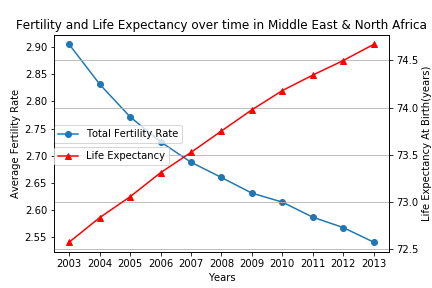 Fertility and Life Expectancy over time in Middle East & North Africa
2.90
2.85
2.80
2.75
2.70
2.65
2.60
2.55
Average Fertility Rate
Total Fertility Rate
Life Expectancy
74.5
74.0
73.5
73.0
72.5
Life Expectancy At Birth(years)
2003 2004 2005 2006 2007 2008 2009 2010 2011 2012 2013
Years